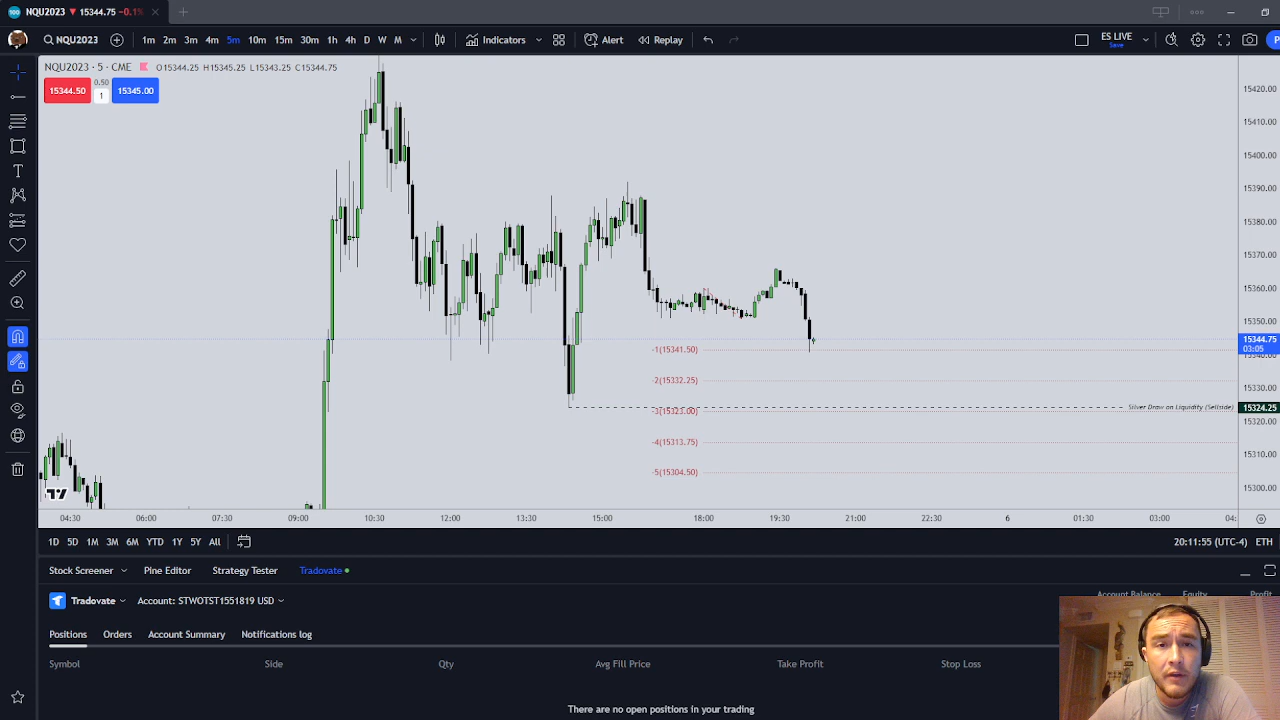 NQU2023 ▼ 15344.75 −0.1%
NQU2023 1m 2m 3m 4m 5m 10m 15m 30m 1h 4h D W M Indicators Alert Replay ES LIVE
Save
NQU2023 · 5 · CME O15344.25 H15345.25 L15343.25 C15344.75
15344.50 0.50 15345.00
1
15420.00
15410.00
15400.00
15390.00
15380.00
15370.00
15360.00
15350.00
15344.75
03:05
-1(15341.50)
-2(15332.25)
15330.00
Silver Draw on Liquidity (Sellside) 15324.25
-3(15323.00)
15320.00
-4(15313.75)
15310.00
-5(15304.50)
15300.00
04:30 06:00 07:30 09:00 10:30 12:00 13:30 15:00 18:00 19:30 21:00 22:30 6 01:30 03:00 04:
1D 5D 1M 3M 6M YTD 1Y 5Y All 20:11:55 (UTC-4) ETH
Stock Screener Pine Editor Strategy Tester Tradovate
Tradovate Account: STWOTST1551819 USD Account Balance Equity Profit
Positions Orders Account Summary Notifications log
Symbol Side Qty Avg Fill Price Take Profit Stop Loss
There are no open positions in your trading